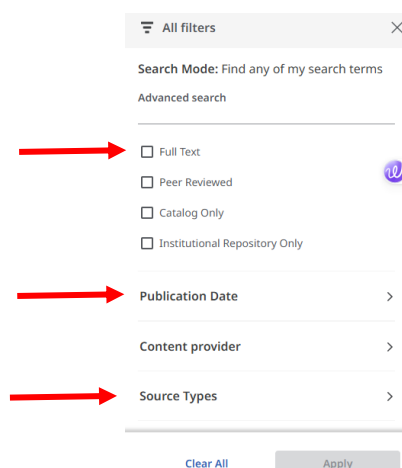 All filters
Search Mode: Find any of my search terms
Advanced search
Full Text
Peer Reviewed
Catalog Only
Institutional Repository Only
Publication Date
Content provider
Source Types
Clear All Apply